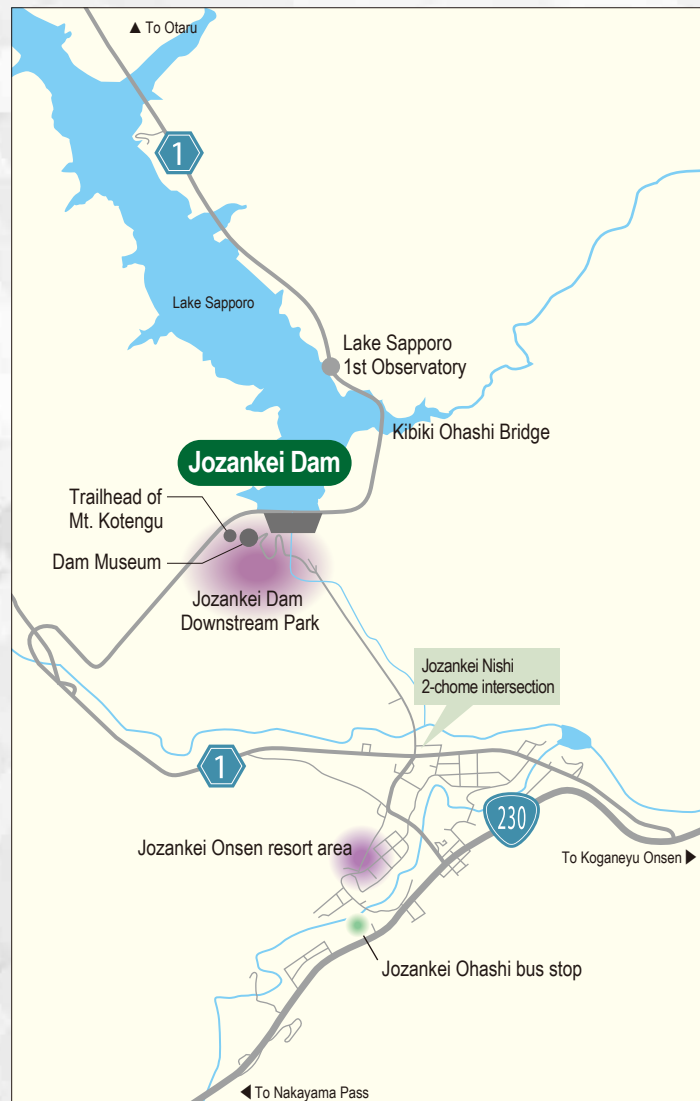 ▲ To Otaru
1
Lake Sapporo
Lake Sapporo
1st Observatory
Kibiki Ohashi Bridge
Jozankei Dam
Trailhead of
Mt. Kotengu
Dam Museum
Jozankei Dam
Downstream Park
Jozankei Nishi
2-chome intersection
1
230
Jozankei Onsen resort area
To Koganeyu Onsen ▶
Jozankei Ohashi bus stop
◀ To Nakayama Pass